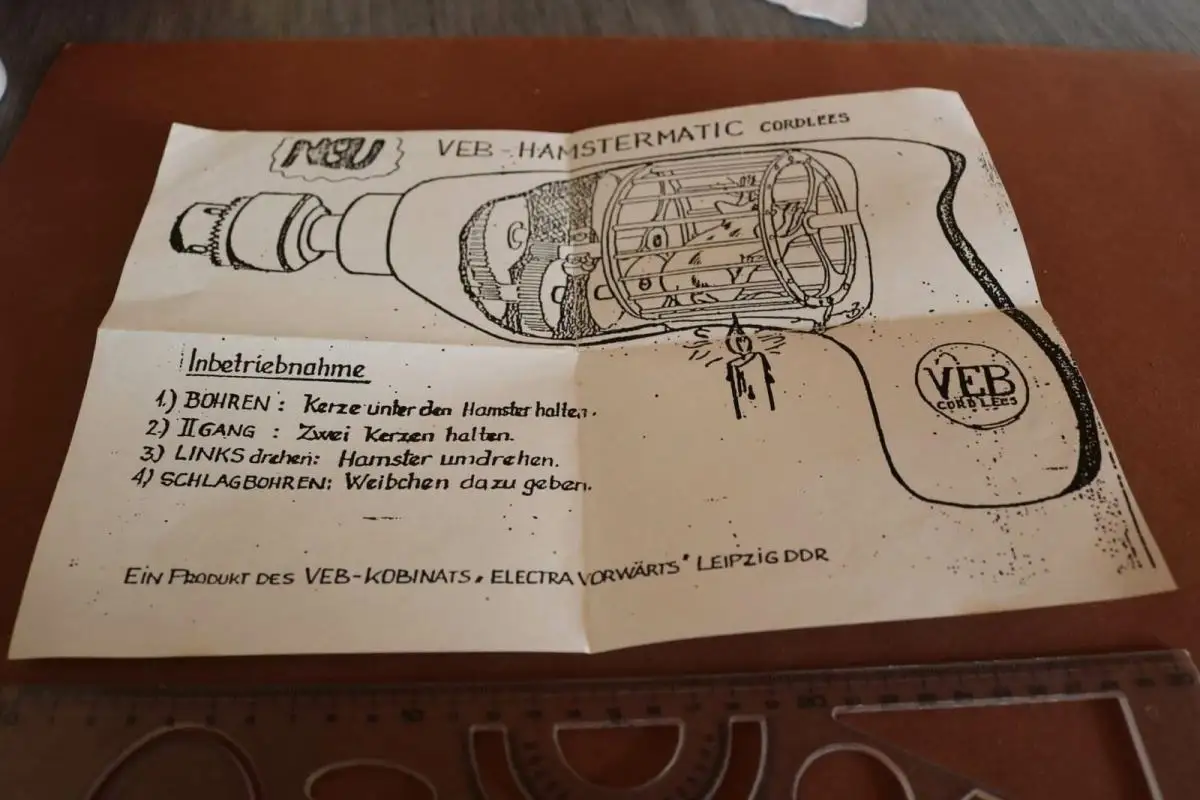 NEU
VEB-HAMSTERMATIC CORDLEES
VEB
CORDLEES
Inbetriebnahme
1.) BOHREN : Kerze unter den Hamster halten.
2.) II GANG : Zwei Kerzen halten.
3.) LINKS drehen: Hamster umdrehen.
4) SCHLAGBOHREN: Weibchen dazu geben.
EIN PRODUKT DES VEB-KOBINATS „ELECTRA VORWÄRTS" LEIPZIG DDR